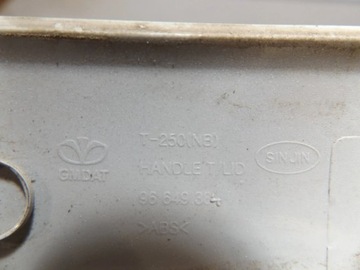 T-250(NB)
GMDAT
HANDLE T/LID
SINJIN
>ABS<